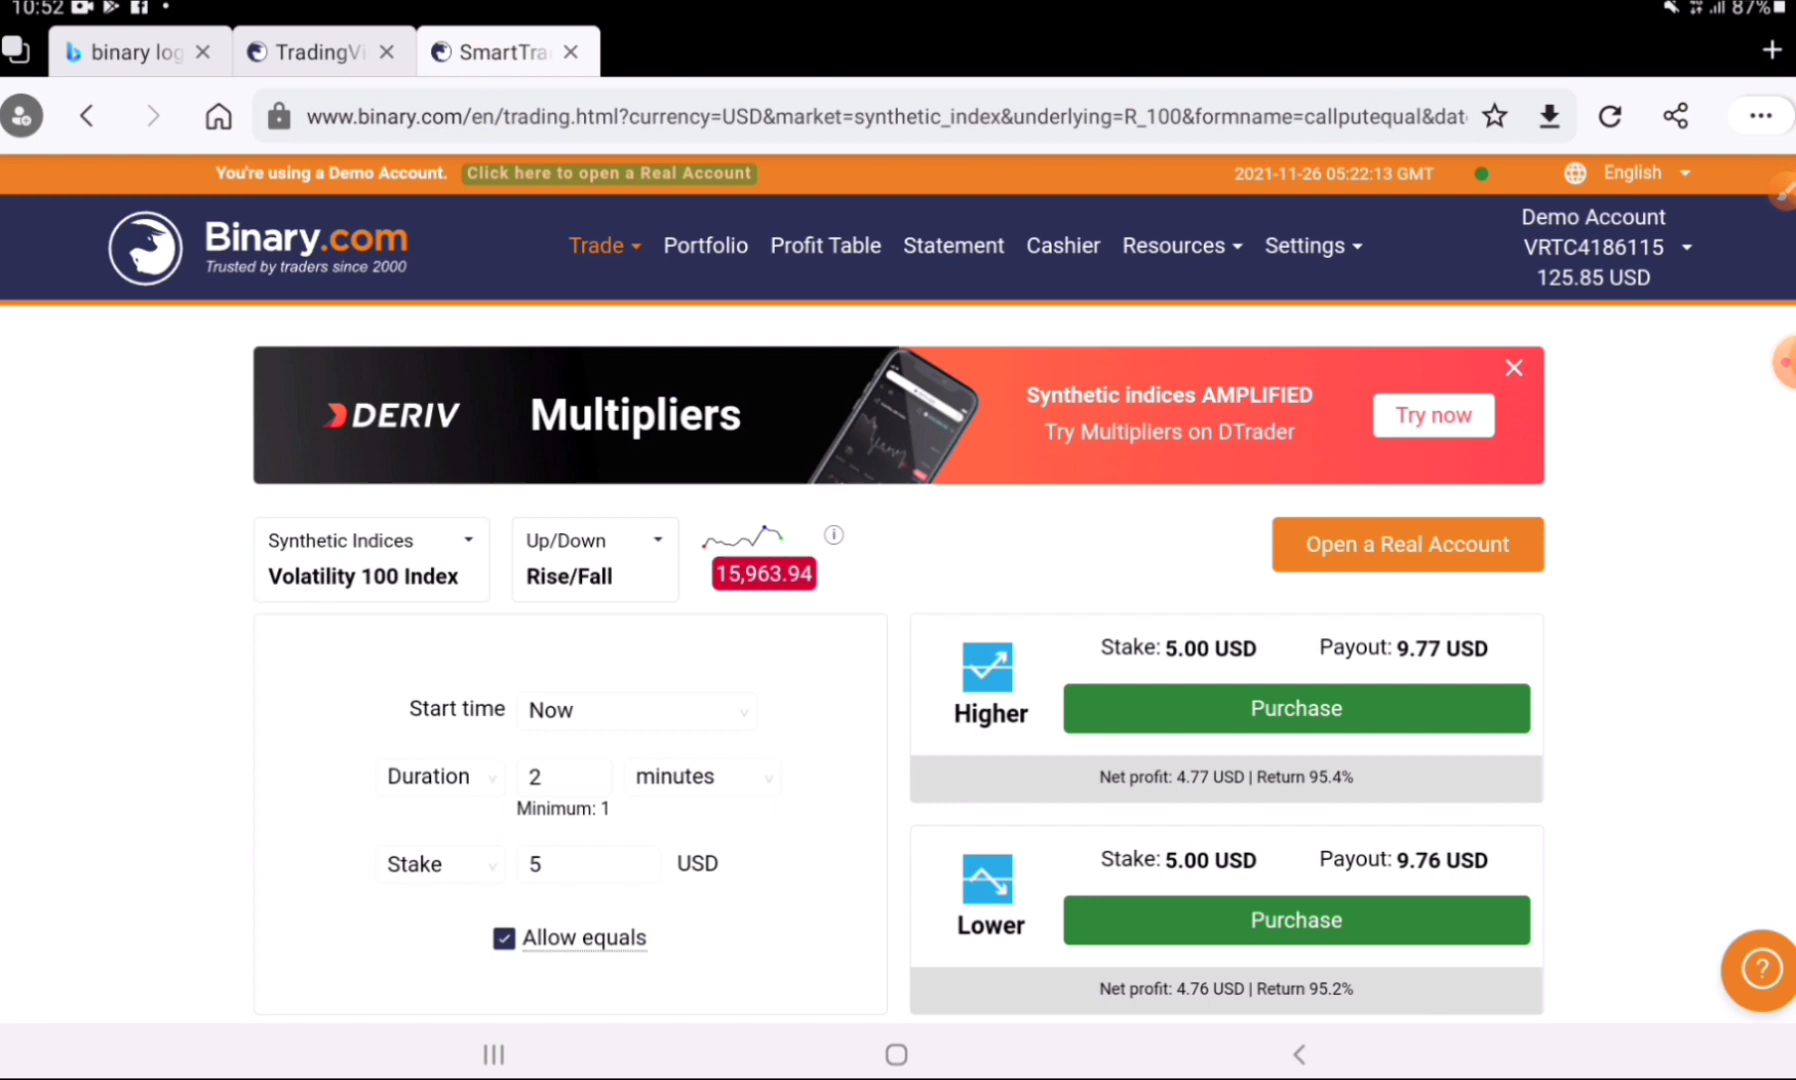 10:52
87%
binary log
TradingVi
SmartTra
www.binary.com/en/trading.html?currency=USD&market=synthetic_index&underlying=R_100&formname=callputequal&dat
You're using a Demo Account. Click here to open a Real Account
2021-11-26 05:22:13 GMT
English
Binary.com
Trusted by traders since 2000
Trade Portfolio Profit Table Statement Cashier Resources Settings
Demo Account
VRTC4186115
125.85 USD
DERIV Multipliers
Synthetic indices AMPLIFIED
Try Multipliers on DTrader
Try now
Synthetic Indices
Volatility 100 Index
Up/Down
Rise/Fall
15,963.94
Open a Real Account
Start time Now
Duration 2 minutes
Minimum: 1
Stake 5 USD
Allow equals
Higher
Stake: 5.00 USD Payout: 9.77 USD
Purchase
Net profit: 4.77 USD | Return 95.4%
Lower
Stake: 5.00 USD Payout: 9.76 USD
Purchase
Net profit: 4.76 USD | Return 95.2%